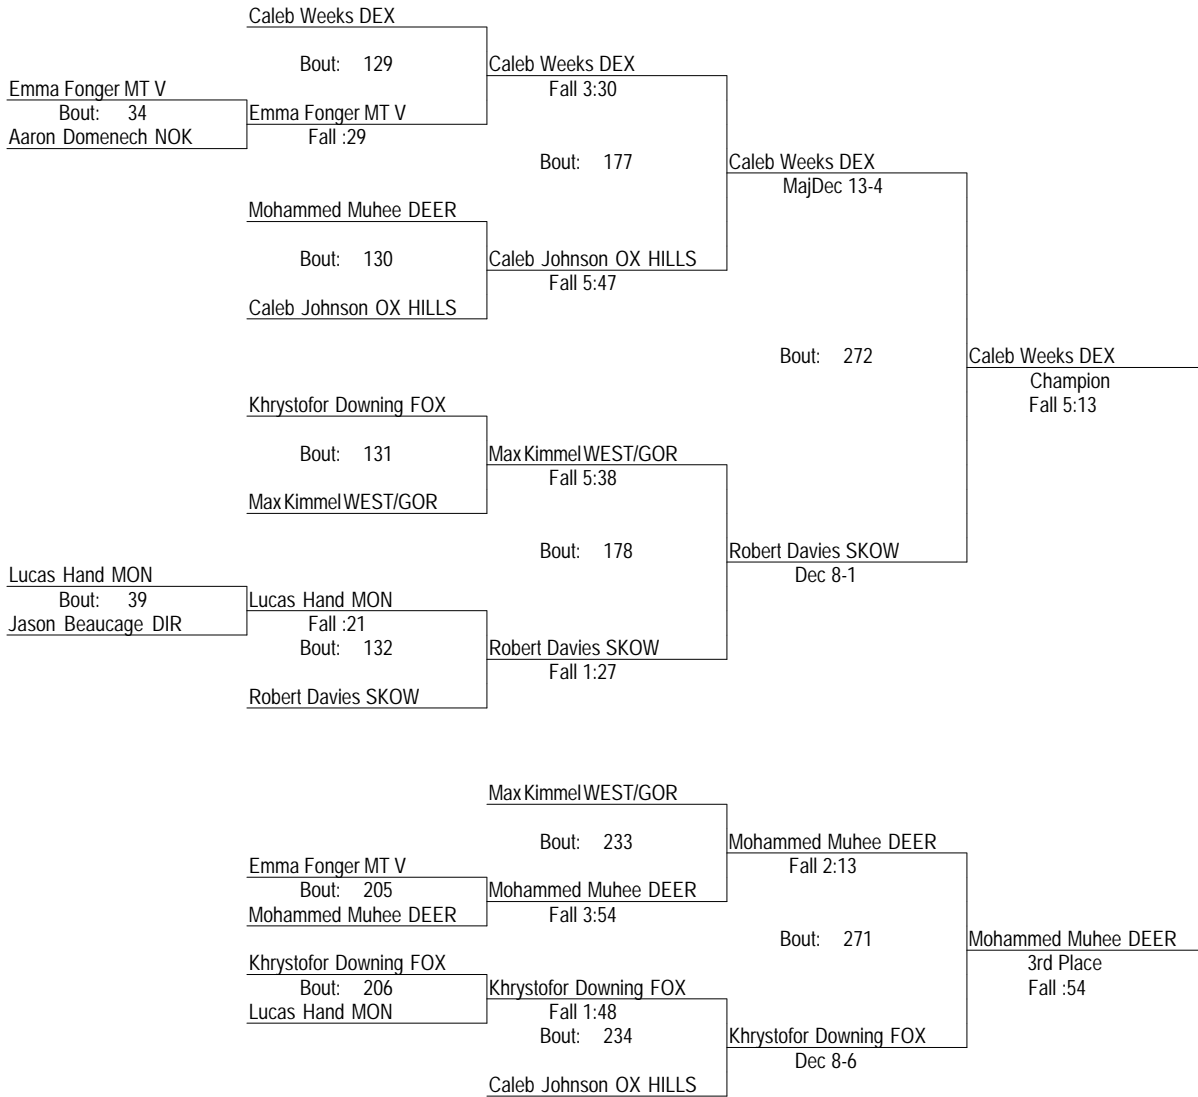 Caleb Weeks DEX
Bout: 129
Caleb Weeks DEX
Fall 3:30
Emma Fonger MT V
Bout: 34
Aaron Domenech NOK
Emma Fonger MT V
Fall :29
Bout: 177
Caleb Weeks DEX
MajDec 13-4
Mohammed Muhee DEER
Bout: 130
Caleb Johnson OX HILLS
Fall 5:47
Caleb Johnson OX HILLS
Bout: 272
Caleb Weeks DEX
Champion
Fall 5:13
Khrystofor Downing FOX
Bout: 131
Max Kimmel WEST/GOR
Fall 5:38
Max Kimmel WEST/GOR
Bout: 178
Robert Davies SKOW
Dec 8-1
Lucas Hand MON
Bout: 39
Jason Beaucage DIR
Lucas Hand MON
Fall :21
Bout: 132
Robert Davies SKOW
Fall 1:27
Robert Davies SKOW
Max Kimmel WEST/GOR
Bout: 233
Mohammed Muhee DEER
Fall 2:13
Emma Fonger MT V
Bout: 205
Mohammed Muhee DEER
Mohammed Muhee DEER
Fall 3:54
Bout: 271
Mohammed Muhee DEER
3rd Place
Fall :54
Khrystofor Downing FOX
Bout: 206
Lucas Hand MON
Khrystofor Downing FOX
Fall 1:48
Bout: 234
Khrystofor Downing FOX
Dec 8-6
Caleb Johnson OX HILLS